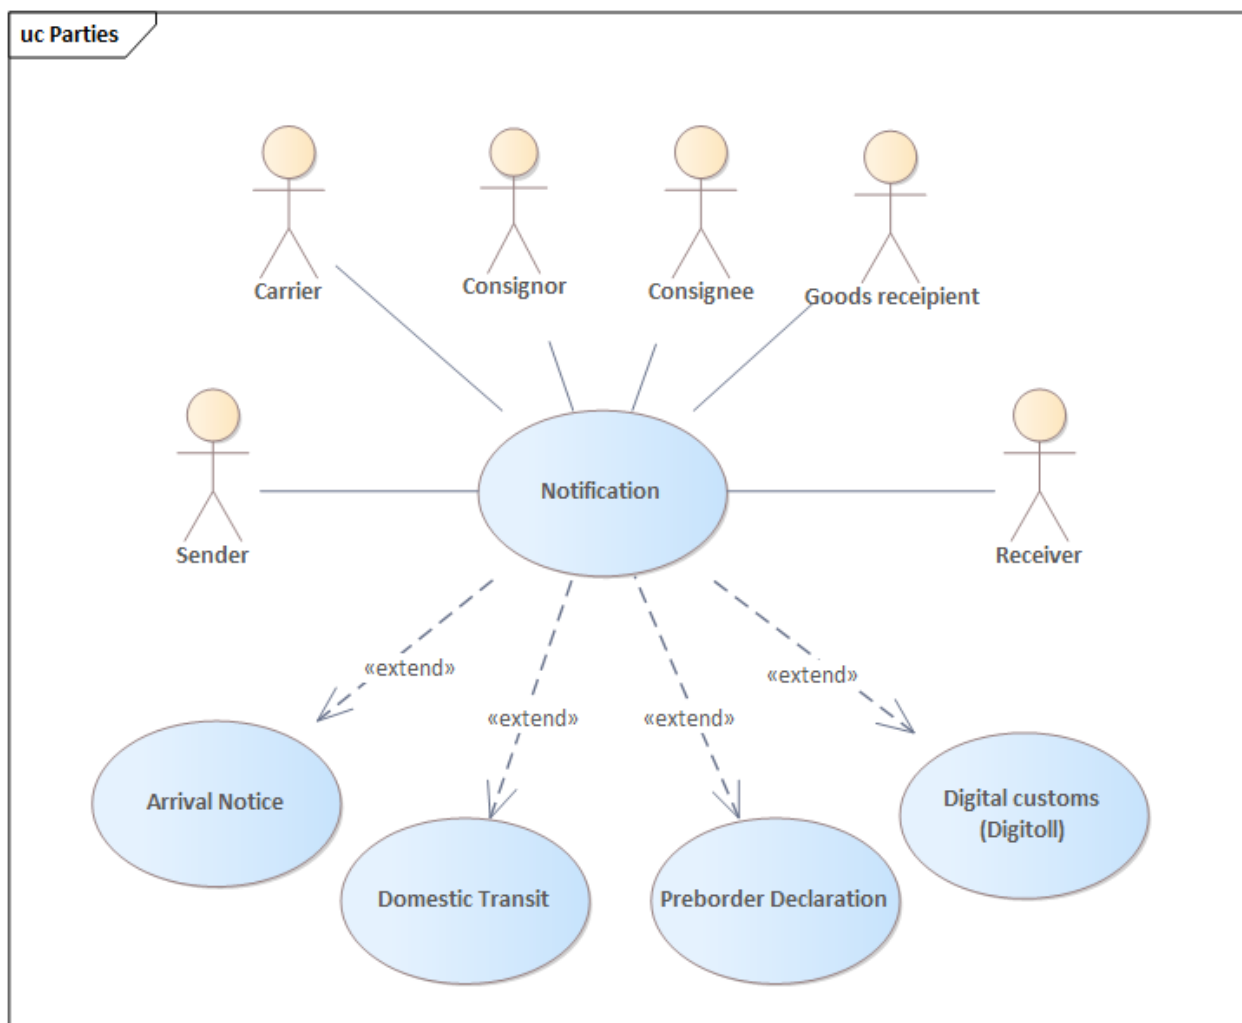 uc Parties
Carrier
Consignor
Consignee
Goods receipient
Sender
Notification
Receiver
«extend»
«extend»
«extend»
«extend»
Arrival Notice
Domestic Transit
Preborder Declaration
Digital customs
(Digitoll)